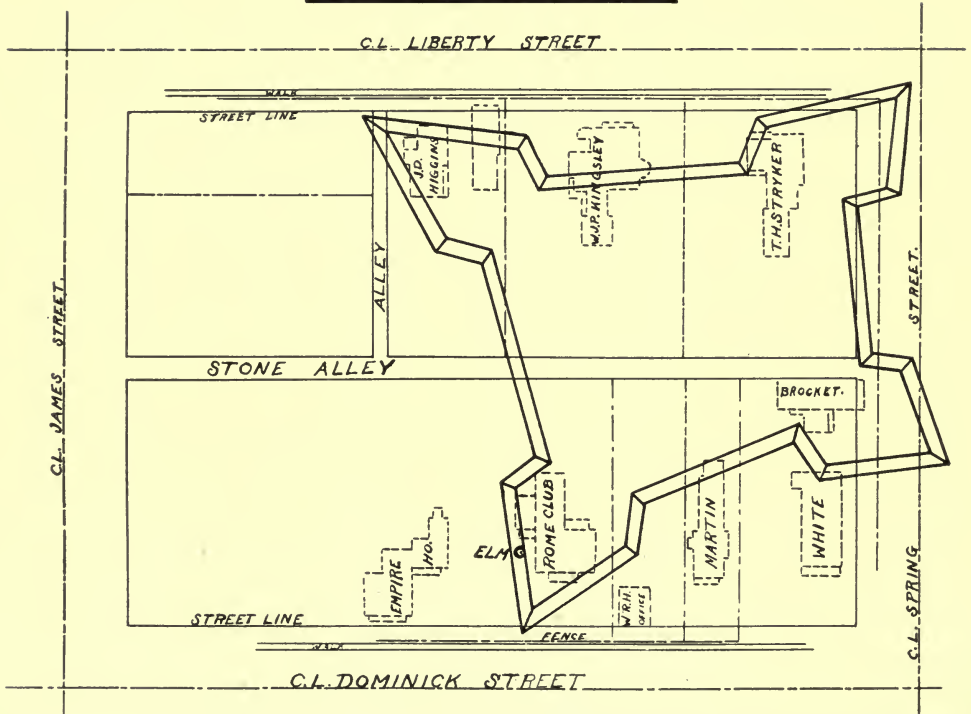 C.L. LIBERTY STREET
WALK
STREET LINE
J.D.
HIGGINS
W.J.P. KINGSLEY
T.H. STRYKER
ALLEY
C.L. JAMES STREET.
STREET.
STONE ALLEY
BROCKET.
ELM
ROME CLUB
MARTIN
WHITE
EMPIRE
HO.
W.R.H.
OFFICE
C.L. SPRING
STREET LINE
FENCE
WALK
C.L. DOMINICK STREET